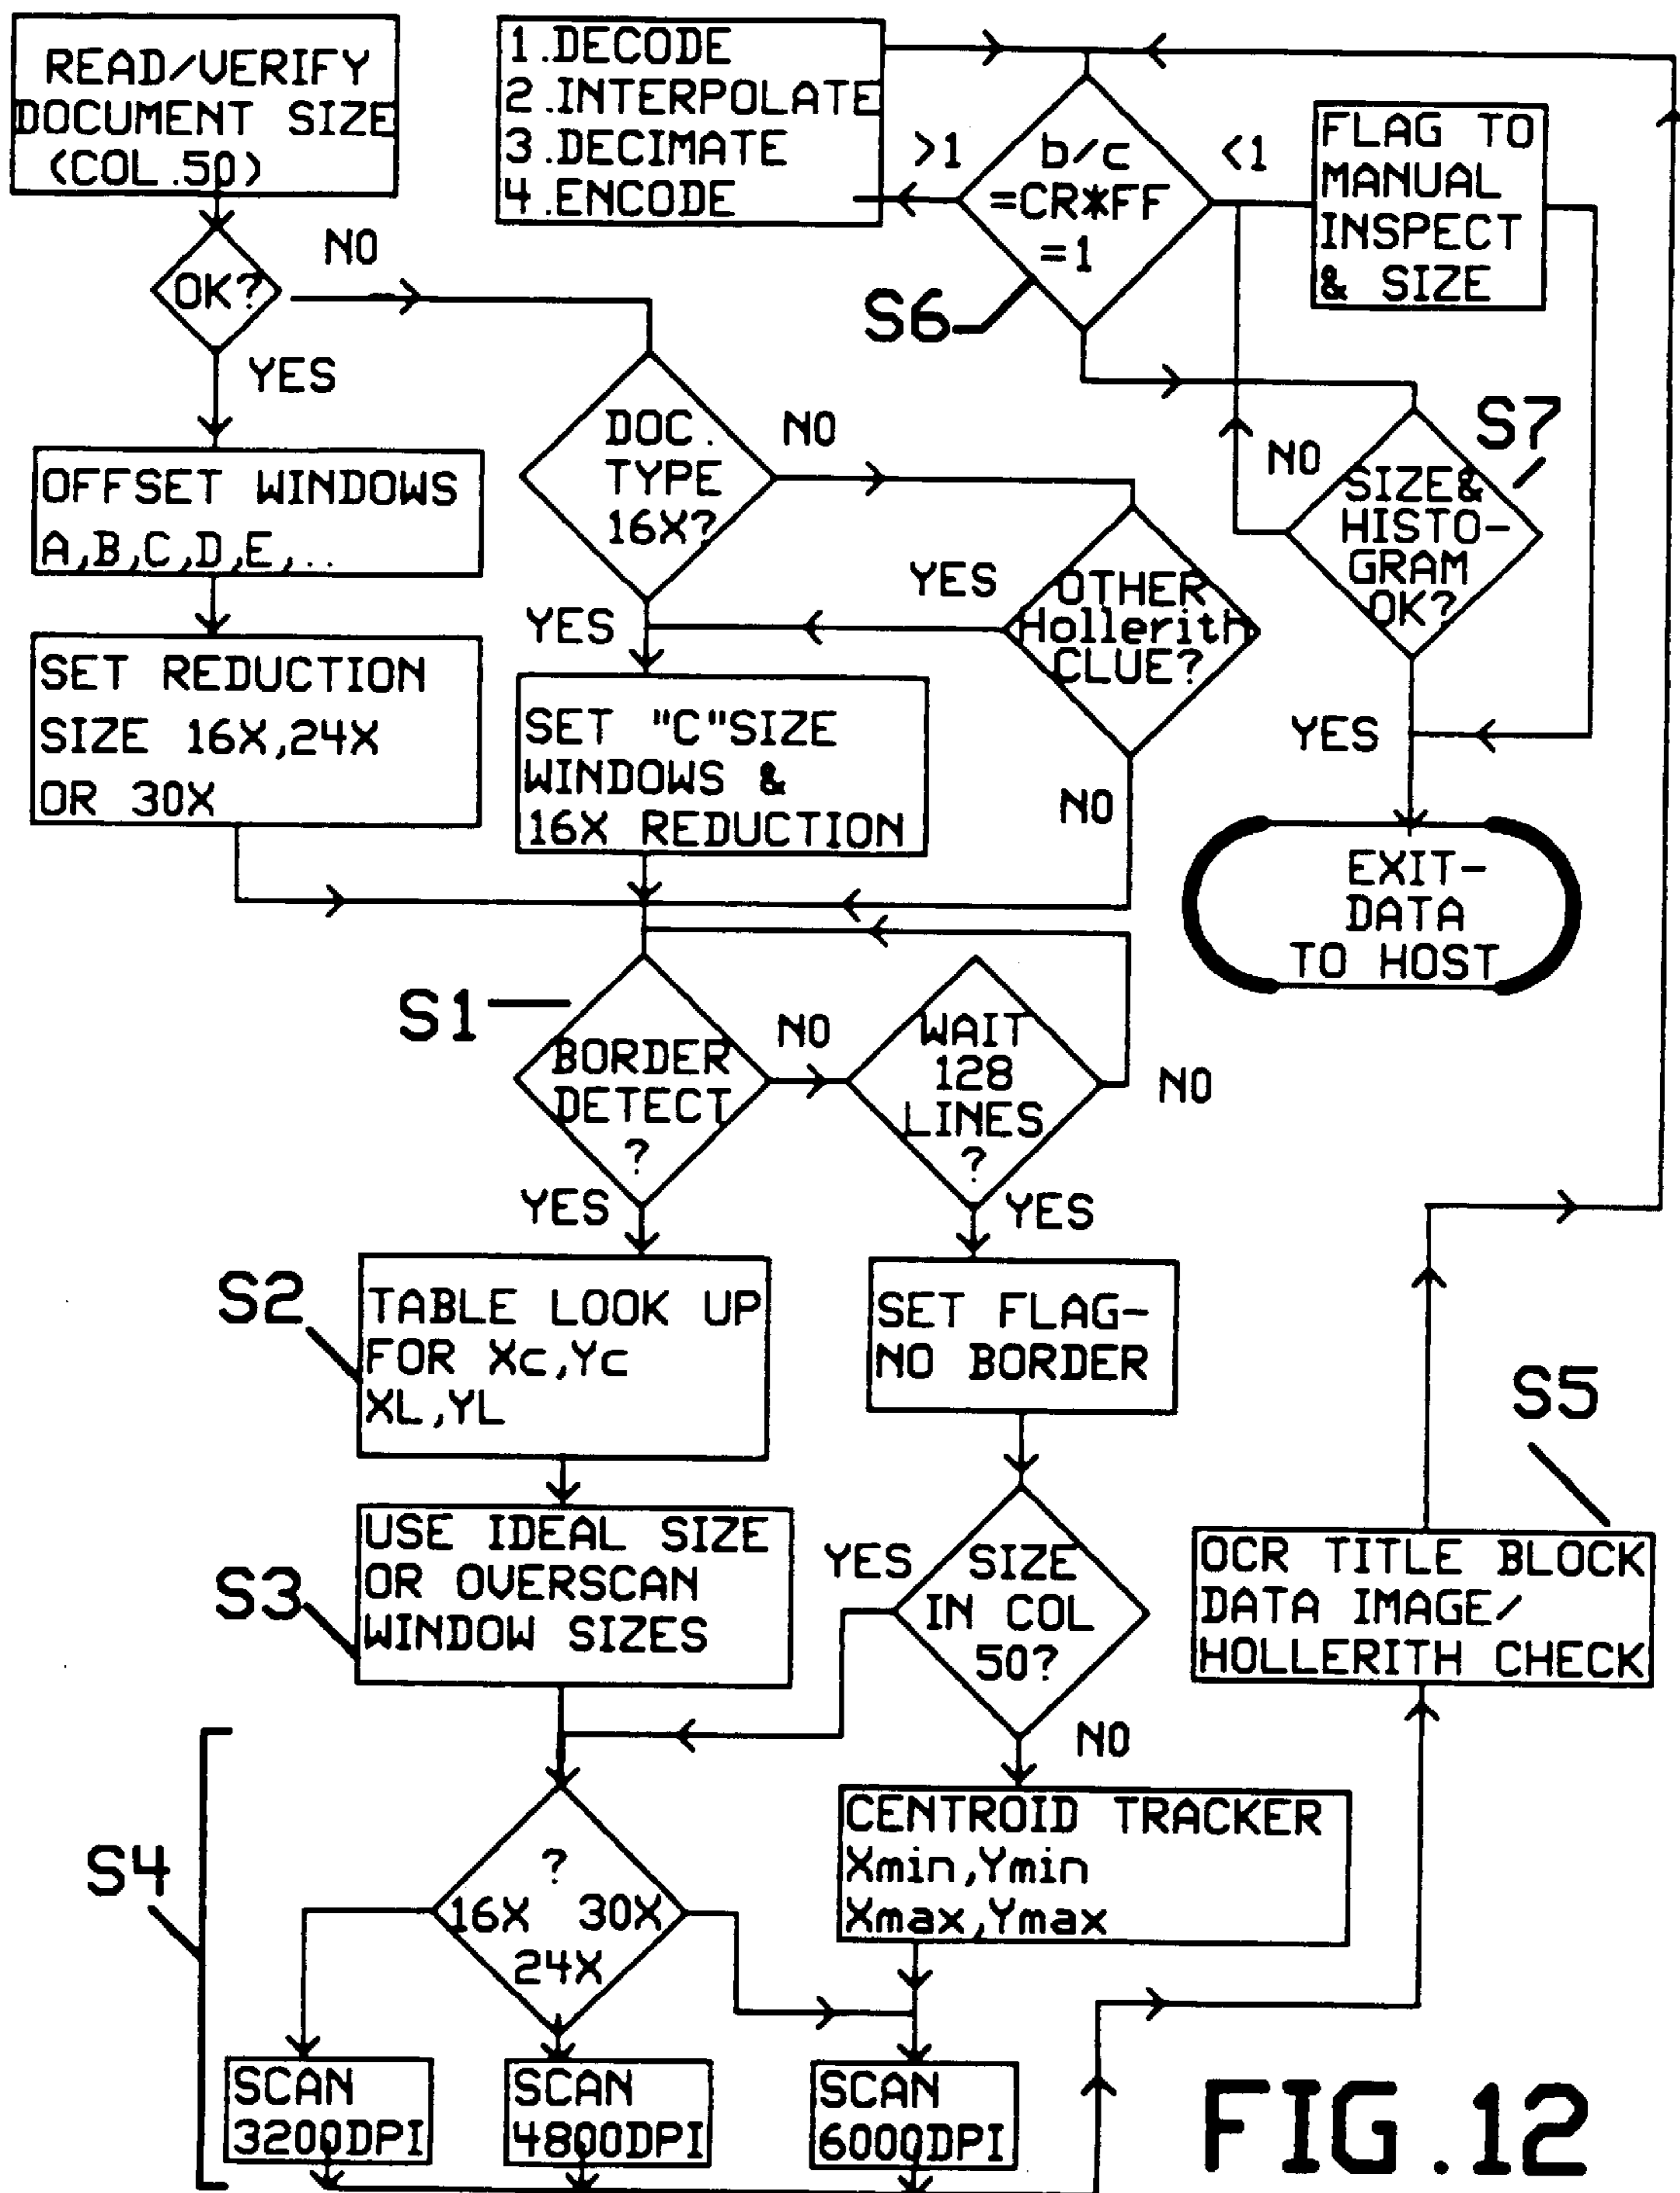 READ/VERIFY
DOCUMENT SIZE
(COL.50)
OK?
NO
YES
OFFSET WINDOWS
A,B,C,D,E,..
SET REDUCTION
SIZE 16X,24X
OR 30X
DOC.
TYPE
16X?
NO
YES
OTHER
Hollerith
CLUE?
YES
NO
SET "C"SIZE
WINDOWS &
16X REDUCTION
1.DECODE
2.INTERPOLATE
3.DECIMATE
4.ENCODE
>1
b/c
=CR*FF
=1
<1
S6
FLAG TO
MANUAL
INSPECT
& SIZE
S7
NO
SIZE&
HISTO-
GRAM
OK?
YES
EXIT-
DATA
TO HOST
S1
BORDER
DETECT
?
NO
YES
WAIT
128
LINES
?
NO
YES
S2
TABLE LOOK UP
FOR Xc,Yc
XL,YL
SET FLAG-
NO BORDER
S3
USE IDEAL SIZE
OR OVERSCAN
WINDOW SIZES
YES
SIZE
IN COL
50?
NO
S5
OCR TITLE BLOCK
DATA IMAGE/
HOLLERITH CHECK
S4
?
16X 30X
24X
CENTROID TRACKER
Xmin,Ymin
Xmax,Ymax
SCAN
3200DPI
SCAN
4800DPI
SCAN
6000DPI
FIG.12